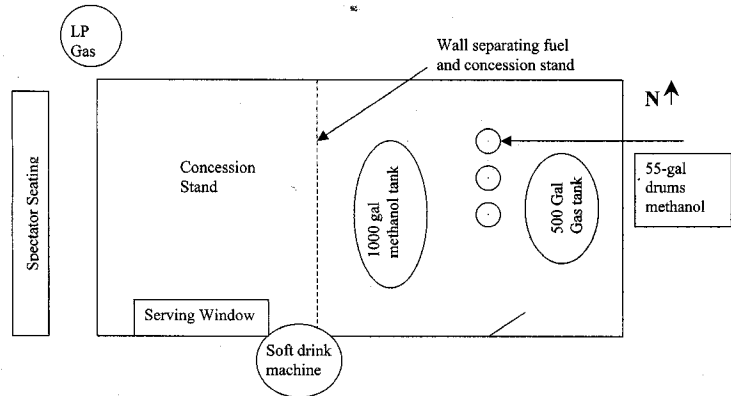 LP
Gas
Wall separating fuel
and concession stand
N
Spectator Seating
Concession
Stand
1000 gal
methanol tank
500 Gal
Gas tank
55-gal
drums
methanol
Serving Window
Soft drink
machine